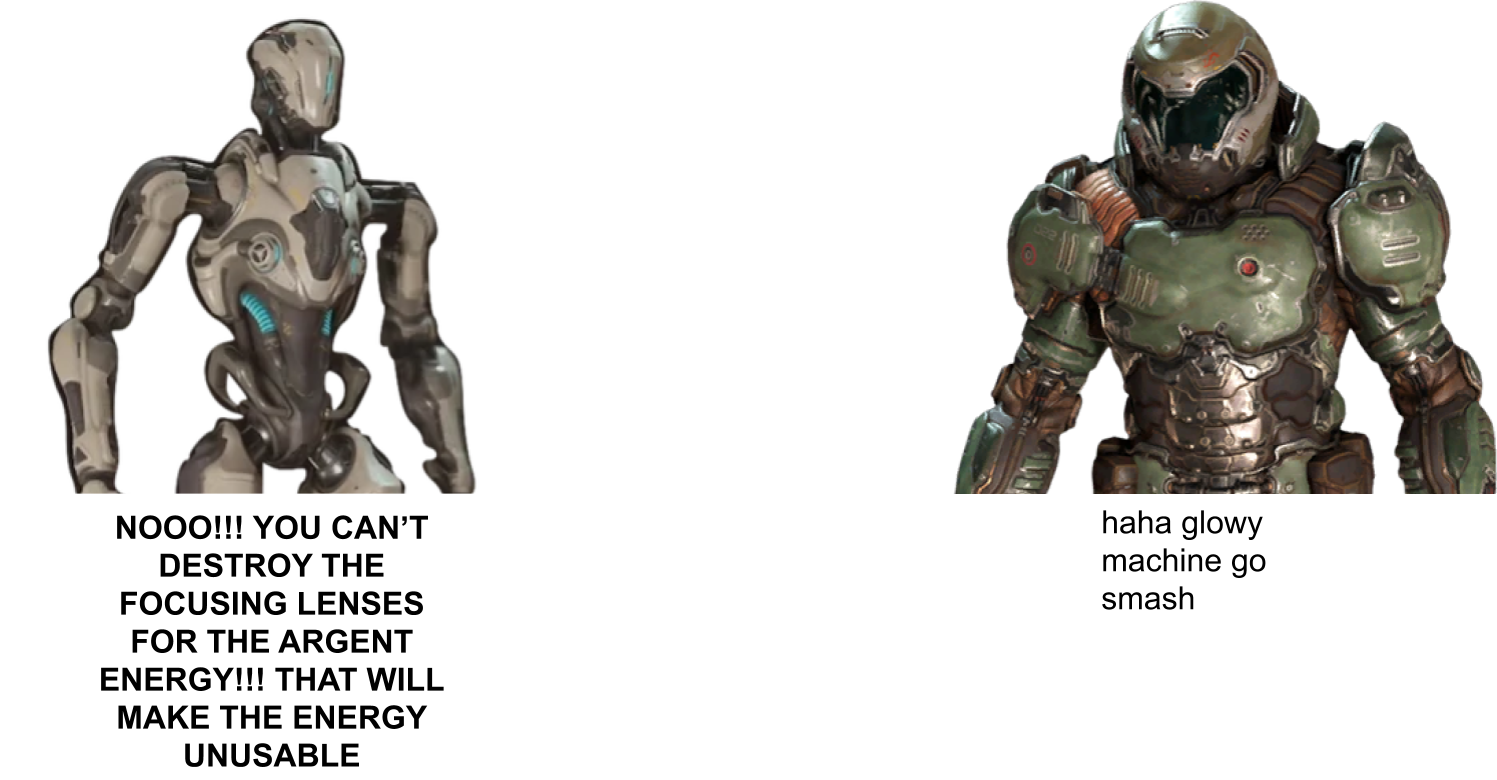 NOOO!!! YOU CAN’T
DESTROY THE
FOCUSING LENSES
FOR THE ARGENT
ENERGY!!! THAT WILL
MAKE THE ENERGY
UNUSABLE
haha glowy
machine go
smash